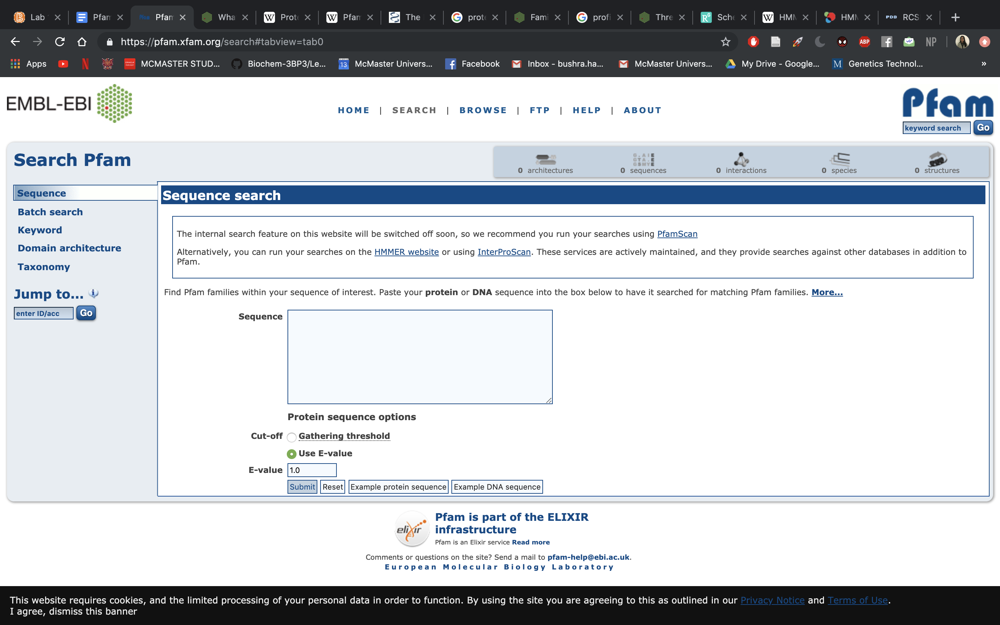 Lab
Pfam
Pfam
Wha
Prote
Pfam
The
prote
Fami
profi
Thre
Sche
HMM
HMM
PDB RCS
https://pfam.xfam.org/search#tabview=tab0
ABP
NP
Apps
MCMASTER STUD...
Biochem-3BP3/Le...
13 McMaster Univers...
Facebook
Inbox - bushra.ha...
McMaster Univers...
My Drive - Google...
M Genetics Technol...
»
EMBL-EBI
HOME | SEARCH | BROWSE | FTP | HELP | ABOUT
Pfam
keyword search Go
Search Pfam
0 architectures 0 sequences 0 interactions 0 species 0 structures
Sequence
Batch search
Keyword
Domain architecture
Taxonomy
Jump to...
enter ID/acc Go
Sequence search
The internal search feature on this website will be switched off soon, so we recommend you run your searches using PfamScan
Alternatively, you can run your searches on the HMMER website or using InterProScan. These services are actively maintained, and they provide searches against other databases in addition to
Pfam.
Find Pfam families within your sequence of interest. Paste your protein or DNA sequence into the box below to have it searched for matching Pfam families. More...
Sequence
Protein sequence options
Cut-off Gathering threshold
Use E-value
E-value 1.0
Submit Reset Example protein sequence Example DNA sequence
elixir
Pfam is part of the ELIXIR
infrastructure
Pfam is an Elixir service Read more
Comments or questions on the site? Send a mail to pfam-help@ebi.ac.uk.
European Molecular Biology Laboratory
This website requires cookies, and the limited processing of your personal data in order to function. By using the site you are agreeing to this as outlined in our Privacy Notice and Terms of Use.
I agree, dismiss this banner